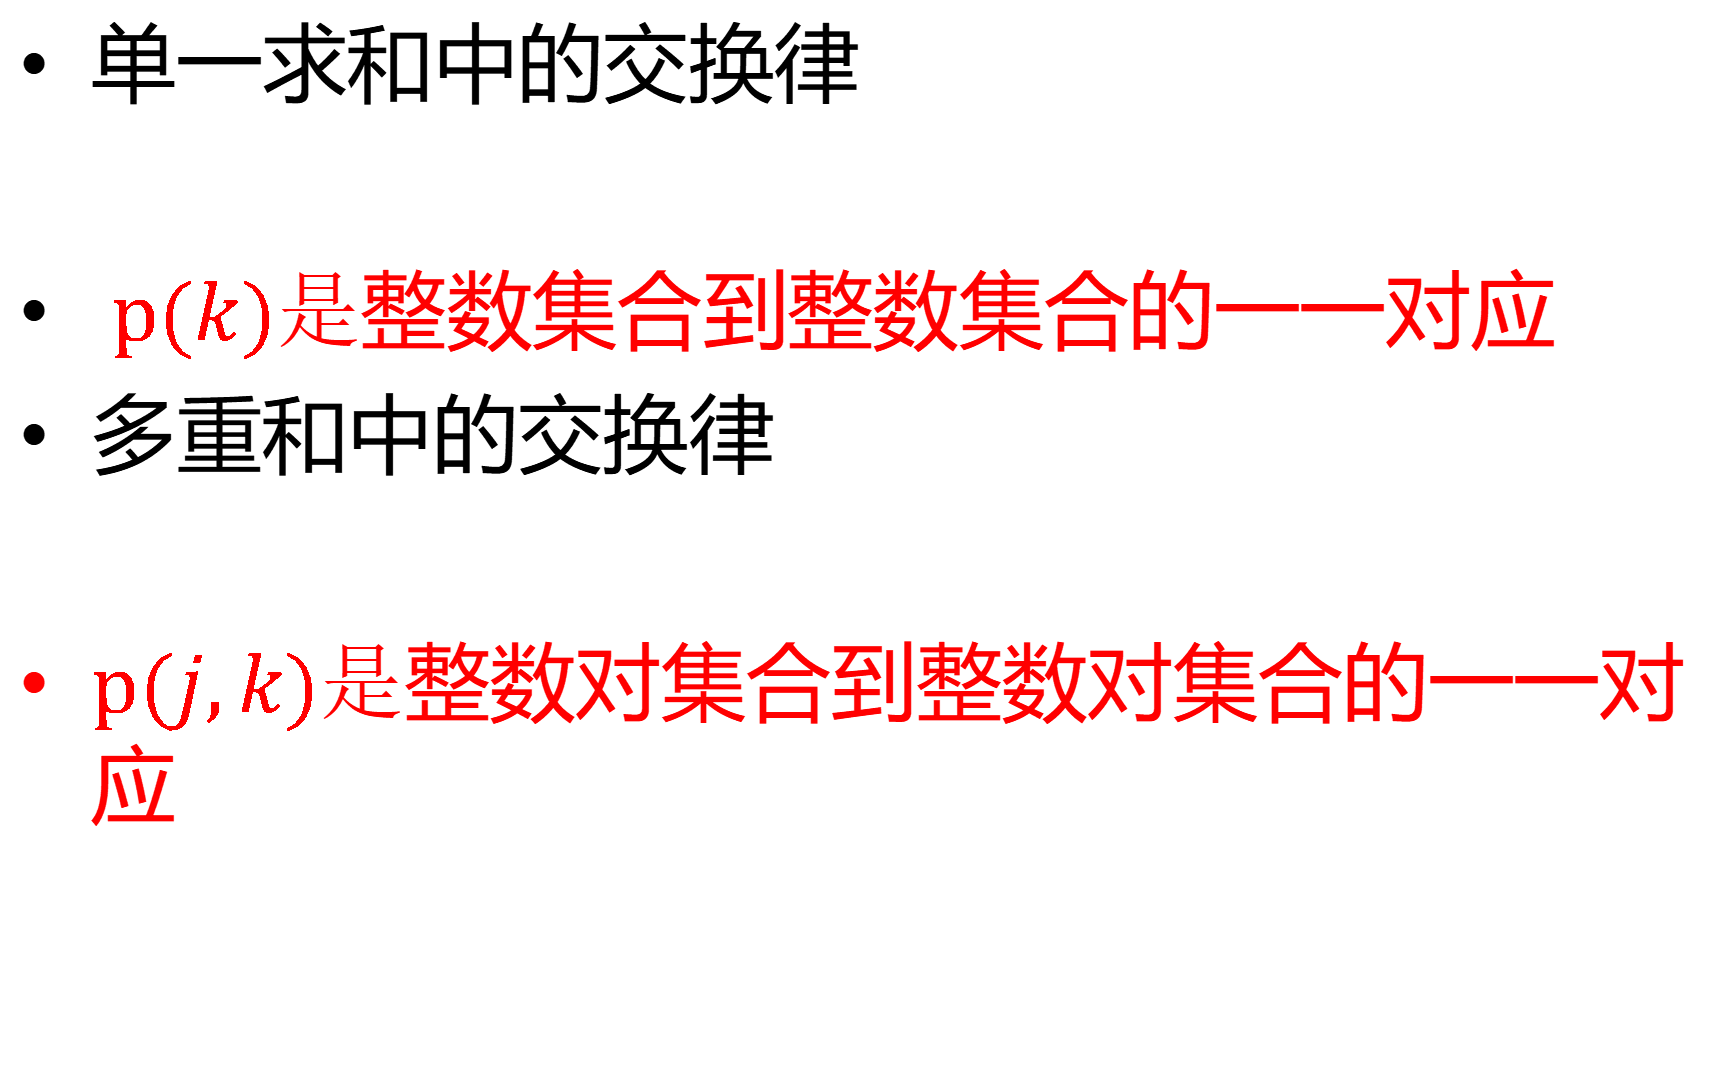 • 单一求和中的交换律
• p(k)是整数集合到整数集合的一一对应
• 多重和中的交换律
• p(j, k)是整数对集合到整数对集合的一一对
应